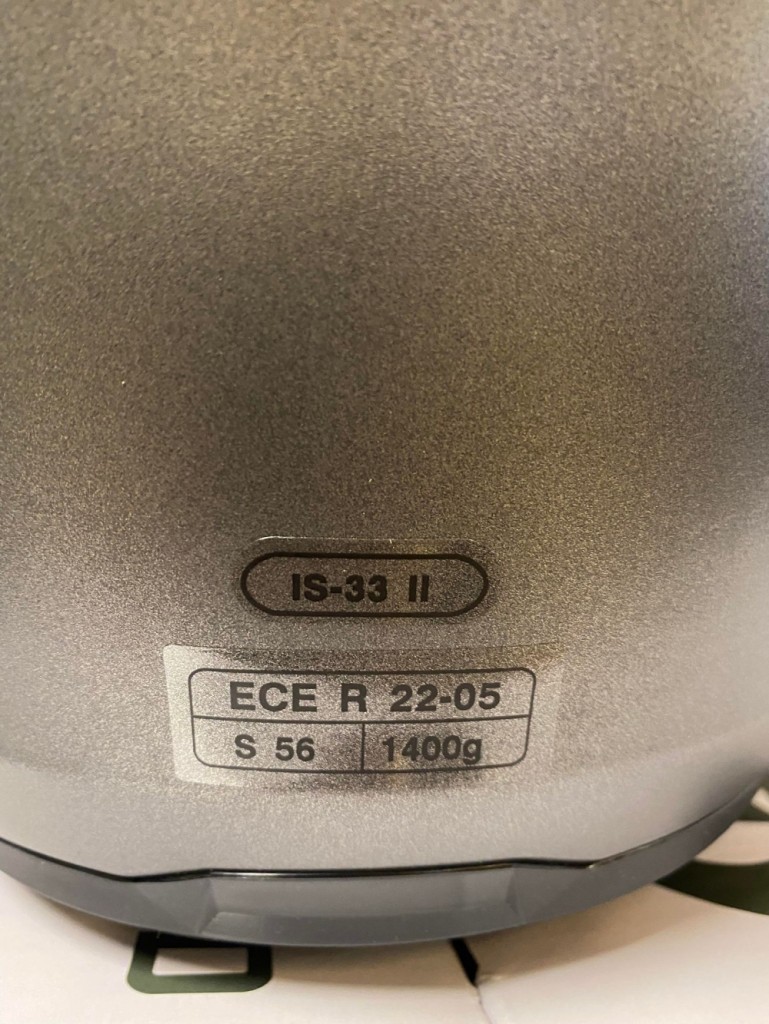 IS-33 II
ECE R 22-05
S 56 1400g